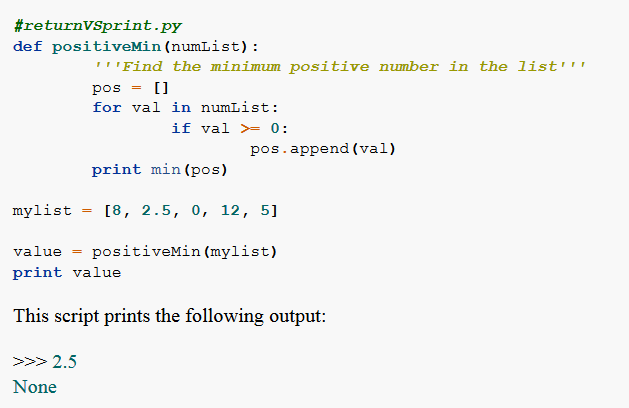 #returnVSprint.py
def positiveMin(numList):
        '''Find the minimum positive number in the list'''
        pos = []
        for val in numList:
                if val >= 0:
                        pos.append(val)
        print min(pos)
mylist = [8, 2.5, 0, 12, 5]
value = positiveMin(mylist)
print value
This script prints the following output:
>>> 2.5
None